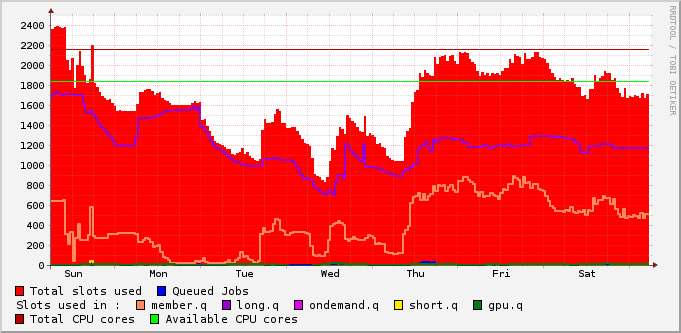 RRDTOOL / TOBI OETIKER
2400
2200
2000
1800
1600
1400
1200
1000
800
600
400
200
0
Sun Mon Tue Wed Thu Fri Sat
Total slots used Queued Jobs
Slots used in : member.q long.q ondemand.q short.q gpu.q
Total CPU cores Available CPU cores